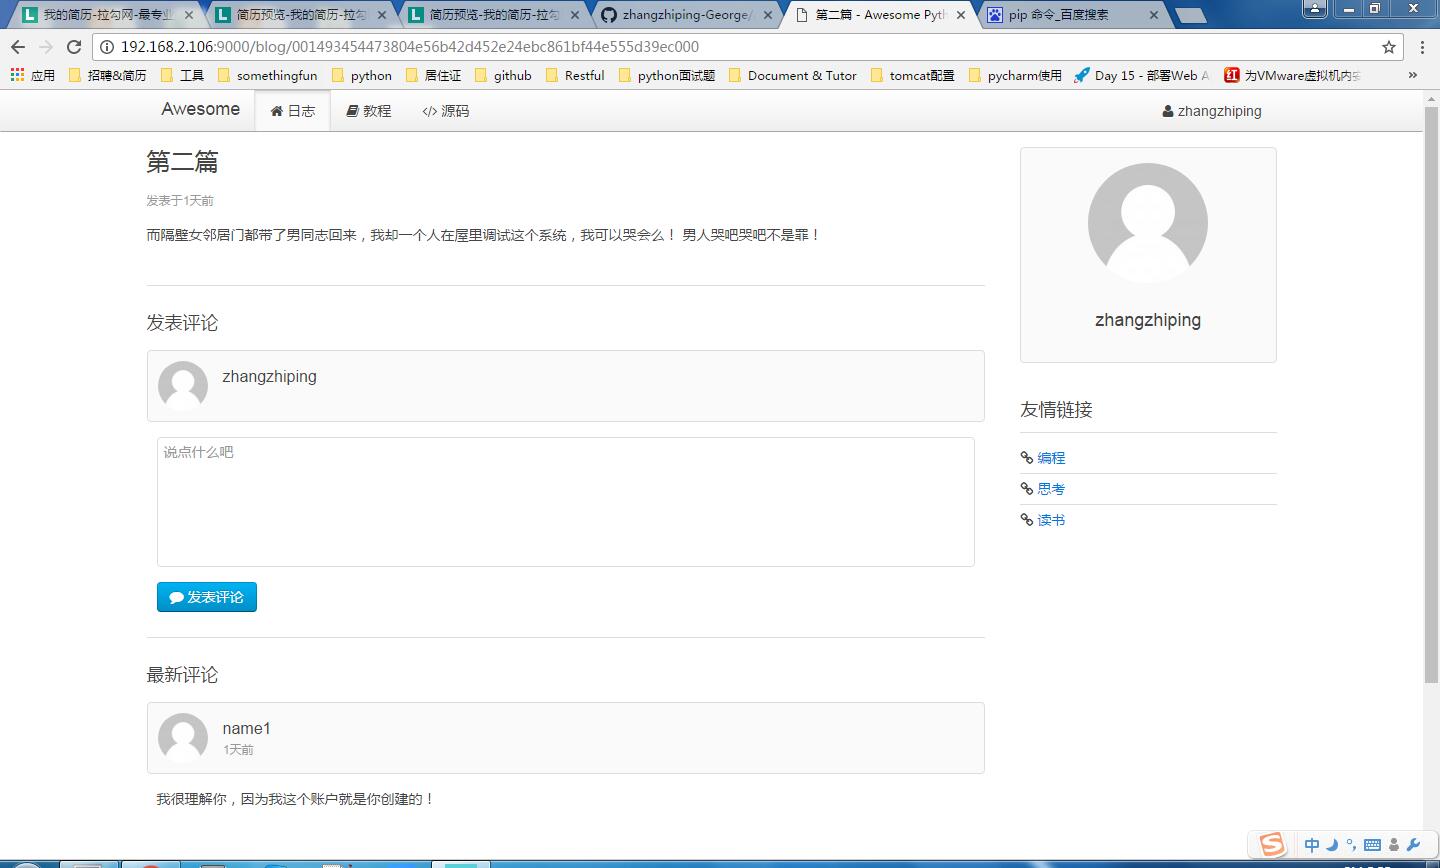 我的简历-拉勾网-最专业
简历预览-我的简历-拉勾
简历预览-我的简历-拉勾
zhangzhiping-George/
第二篇 - Awesome Pyth
pip 命令_百度搜索
192.168.2.106:9000/blog/001493454473804e56b42d452e24ebc861bf44e555d39ec000
应用
招聘&简历
工具
somethingfun
python
居住证
github
Restful
python面试题
Document & Tutor
tomcat配置
pycharm使用
Day 15 - 部署Web A
为VMware虚拟机内安
»
Awesome
日志
教程
源码
zhangzhiping
第二篇
发表于1天前
而隔壁女邻居门都带了男同志回来，我却一个人在屋里调试这个系统，我可以哭会么！ 男人哭吧哭吧不是罪！
zhangzhiping
发表评论
zhangzhiping
说点什么吧
发表评论
友情链接
编程
思考
读书
最新评论
name1
1天前
我很理解你，因为我这个账户就是你创建的！
中